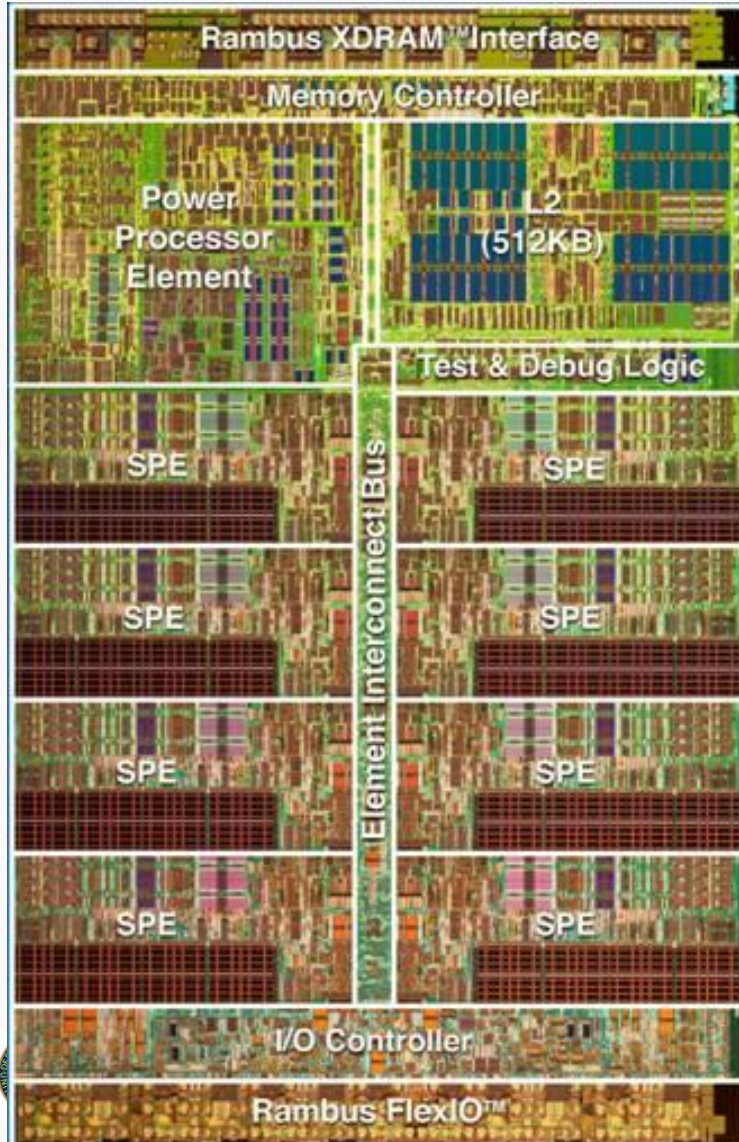 Rambus XDRAM™ Interface
Memory Controller
Power
Processor
Element
L2
(512KB)
Test & Debug Logic
Element Interconnect Bus
SPE
SPE
SPE
SPE
SPE
SPE
SPE
SPE
I/O Controller
Rambus FlexIO™